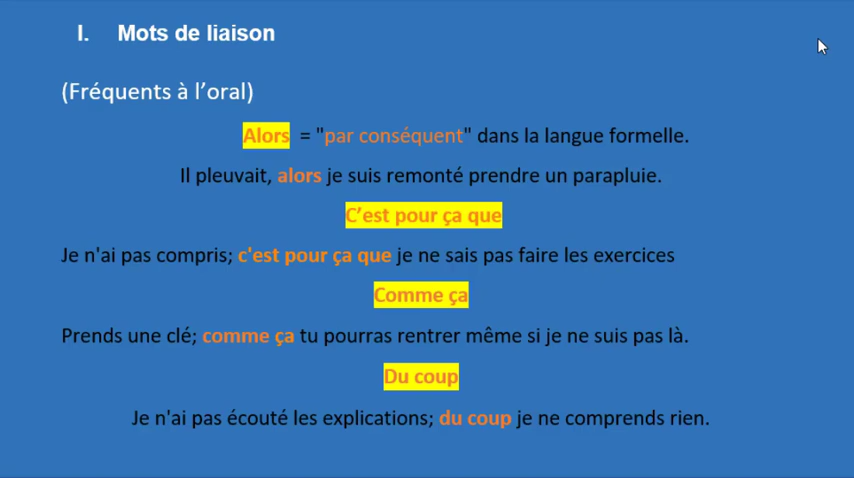 I. Mots de liaison
(Fréquents à l’oral)
Alors = "par conséquent" dans la langue formelle.
Il pleuvait, alors je suis remonté prendre un parapluie.
C’est pour ça que
Je n'ai pas compris; c'est pour ça que je ne sais pas faire les exercices
Comme ça
Prends une clé; comme ça tu pourras rentrer même si je ne suis pas là.
Du coup
Je n'ai pas écouté les explications; du coup je ne comprends rien.